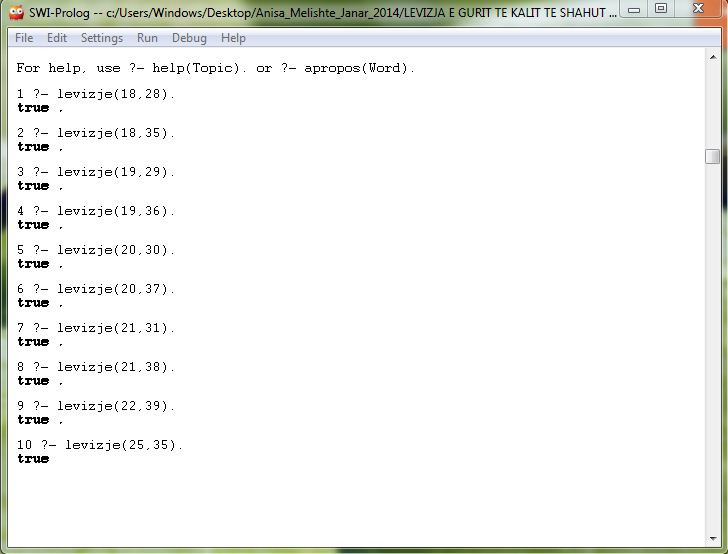 SWI-Prolog -- c:/Users/Windows/Desktop/Anisa_Melishte_Janar_2014/LEVIZJA E GURIT TE KALIT TE SHAHUT ...
File Edit Settings Run Debug Help
For help, use ?- help(Topic). or ?- apropos(Word).
1 ?- levizje(18,28).
true .
2 ?- levizje(18,35).
true .
3 ?- levizje(19,29).
true .
4 ?- levizje(19,36).
true .
5 ?- levizje(20,30).
true .
6 ?- levizje(20,37).
true .
7 ?- levizje(21,31).
true .
8 ?- levizje(21,38).
true .
9 ?- levizje(22,39).
true .
10 ?- levizje(25,35).
true